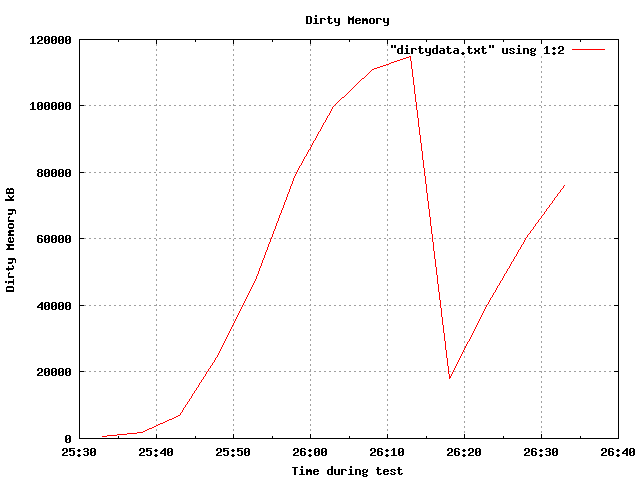 Dirty Memory
"dirtydata.txt" using 1:2
120000
100000
80000
60000
40000
20000
0
Dirty Memory kB
25:30 25:40 25:50 26:00 26:10 26:20 26:30 26:40
Time during test